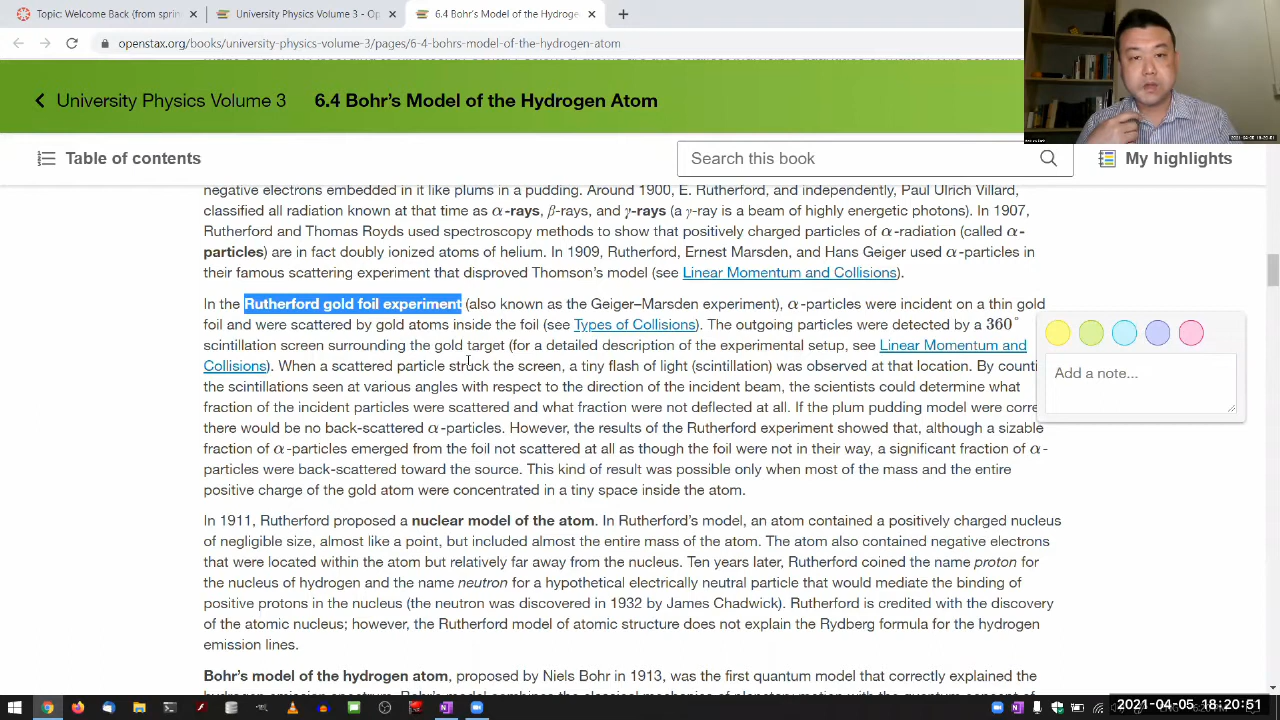 Topic: Welcome Back (from sprin
University Physics Volume 3 - Op
6.4 Bohr's Model of the Hydroge
openstax.org/books/university-physics-volume-3/pages/6-4-bohrs-model-of-the-hydrogen-atom
University Physics Volume 3
6.4 Bohr's Model of the Hydrogen Atom
Table of contents
Search this book
My highlights
negative electrons embedded in it like plums in a pudding. Around 1900, E. Rutherford, and independently, Paul Ulrich Villard,
classified all radiation known at that time as α-rays, β-rays, and γ-rays (a γ-ray is a beam of highly energetic photons). In 1907,
Rutherford and Thomas Royds used spectroscopy methods to show that positively charged particles of α-radiation (called α-
particles) are in fact doubly ionized atoms of helium. In 1909, Rutherford, Ernest Marsden, and Hans Geiger used α-particles in
their famous scattering experiment that disproved Thomson's model (see Linear Momentum and Collisions).
In the Rutherford gold foil experiment (also known as the Geiger–Marsden experiment), α-particles were incident on a thin gold
foil and were scattered by gold atoms inside the foil (see Types of Collisions). The outgoing particles were detected by a 360°
scintillation screen surrounding the gold target (for a detailed description of the experimental setup, see Linear Momentum and
Collisions). When a scattered particle struck the screen, a tiny flash of light (scintillation) was observed at that location. By counti
the scintillations seen at various angles with respect to the direction of the incident beam, the scientists could determine what
fraction of the incident particles were scattered and what fraction were not deflected at all. If the plum pudding model were corre
there would be no back-scattered α-particles. However, the results of the Rutherford experiment showed that, although a sizable
fraction of α-particles emerged from the foil not scattered at all as though the foil were not in their way, a significant fraction of α-
particles were back-scattered toward the source. This kind of result was possible only when most of the mass and the entire
positive charge of the gold atom were concentrated in a tiny space inside the atom.
Add a note...
In 1911, Rutherford proposed a nuclear model of the atom. In Rutherford's model, an atom contained a positively charged nucleus
of negligible size, almost like a point, but included almost the entire mass of the atom. The atom also contained negative electrons
that were located within the atom but relatively far away from the nucleus. Ten years later, Rutherford coined the name proton for
the nucleus of hydrogen and the name neutron for a hypothetical electrically neutral particle that would mediate the binding of
positive protons in the nucleus (the neutron was discovered in 1932 by James Chadwick). Rutherford is credited with the discovery
of the atomic nucleus; however, the Rutherford model of atomic structure does not explain the Rydberg formula for the hydrogen
emission lines.
Bohr's model of the hydrogen atom, proposed by Niels Bohr in 1913, was the first quantum model that correctly explained the
2021-04-05 18:20:51